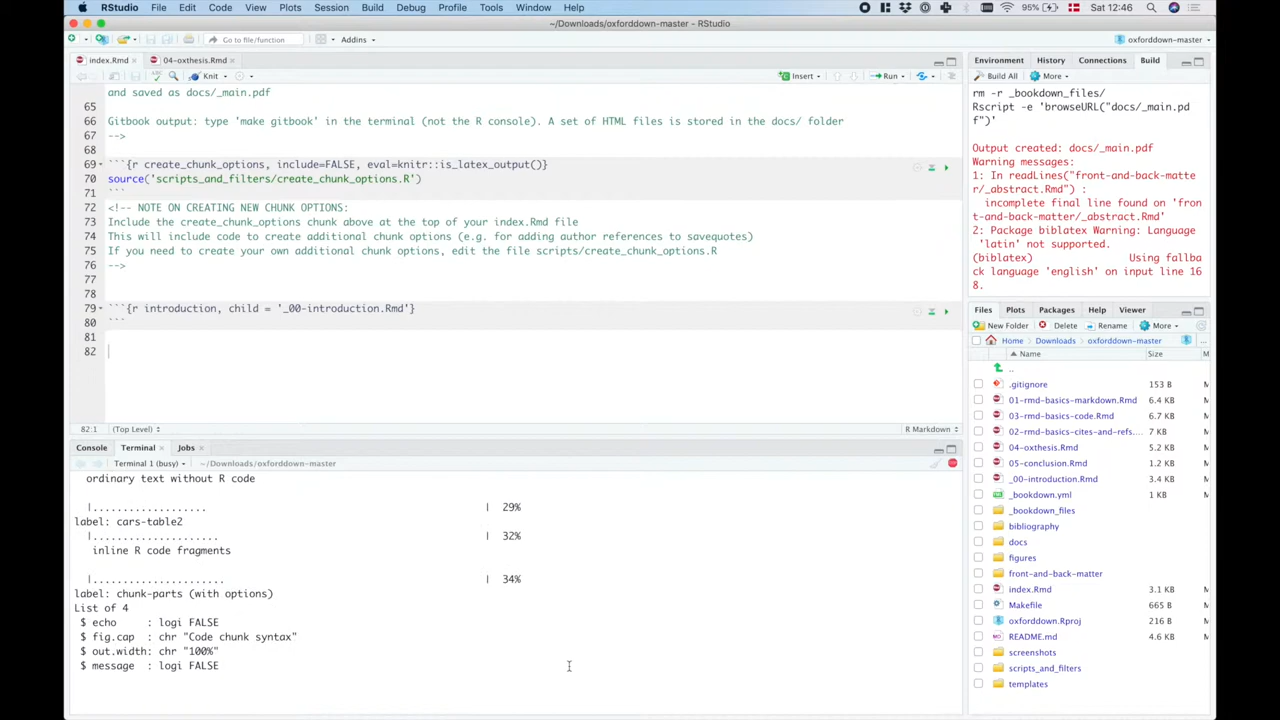 RStudio File Edit Code View Plots Session Build Debug Profile Tools Window Help 95% Sat 12:46
~/Downloads/oxforddown-master - RStudio
Go to file/function Addins oxforddown-master
index.Rmd 04-oxthesis.Rmd
Knit Insert Run
and saved as docs/_main.pdf
65
66 Gitbook output: type 'make gitbook' in the terminal (not the R console). A set of HTML files is stored in the docs/ folder
67 -->
68
69 ```{r create_chunk_options, include=FALSE, eval=knitr::is_latex_output()}
70 source('scripts_and_filters/create_chunk_options.R')
71 ```
72 <!-- NOTE ON CREATING NEW CHUNK OPTIONS:
73 Include the create_chunk_options chunk above at the top of your index.Rmd file
74 This will include code to create additional chunk options (e.g. for adding author references to savequotes)
75 If you need to create your own additional chunk options, edit the file scripts/create_chunk_options.R
76 -->
77
78
79 ```{r introduction, child = '_00-introduction.Rmd'}
80 ```
81
82
82:1 (Top Level) R Markdown
Console Terminal Jobs
Terminal 1 (busy) ~/Downloads/oxforddown-master
ordinary text without R code
|................... | 29%
label: cars-table2
|..................... | 32%
inline R code fragments
|...................... | 34%
label: chunk-parts (with options)
List of 4
$ echo : logi FALSE
$ fig.cap : chr "Code chunk syntax"
$ out.width: chr "100%"
$ message : logi FALSE
Environment History Connections Build
Build All More
rm -r _bookdown_files/
Rscript -e 'browseURL("docs/_main.pd
f")'
Output created: docs/_main.pdf
Warning messages:
1: In readLines("front-and-back-matte
r/_abstract.Rmd") :
incomplete final line found on 'fron
t-and-back-matter/_abstract.Rmd'
2: Package biblatex Warning: Language
'latin' not supported.
(biblatex) Using fallba
ck language 'english' on input line 16
8.
Files Plots Packages Help Viewer
New Folder Delete Rename More
Home Downloads oxforddown-master ...
Name Size M
..
.gitignore 153 B M
01-rmd-basics-markdown.Rmd 6.4 KB M
03-rmd-basics-code.Rmd 6.7 KB M
02-rmd-basics-cites-and-refs.... 7 KB M
04-oxthesis.Rmd 5.2 KB M
05-conclusion.Rmd 1.2 KB M
_00-introduction.Rmd 3.4 KB M
_bookdown.yml 1 KB M
_bookdown_files
bibliography
docs M
figures M
front-and-back-matter M
index.Rmd 3.1 KB M
Makefile 665 B M
oxforddown.Rproj 216 B M
README.md 4.6 KB M
screenshots M
scripts_and_filters M
templates M